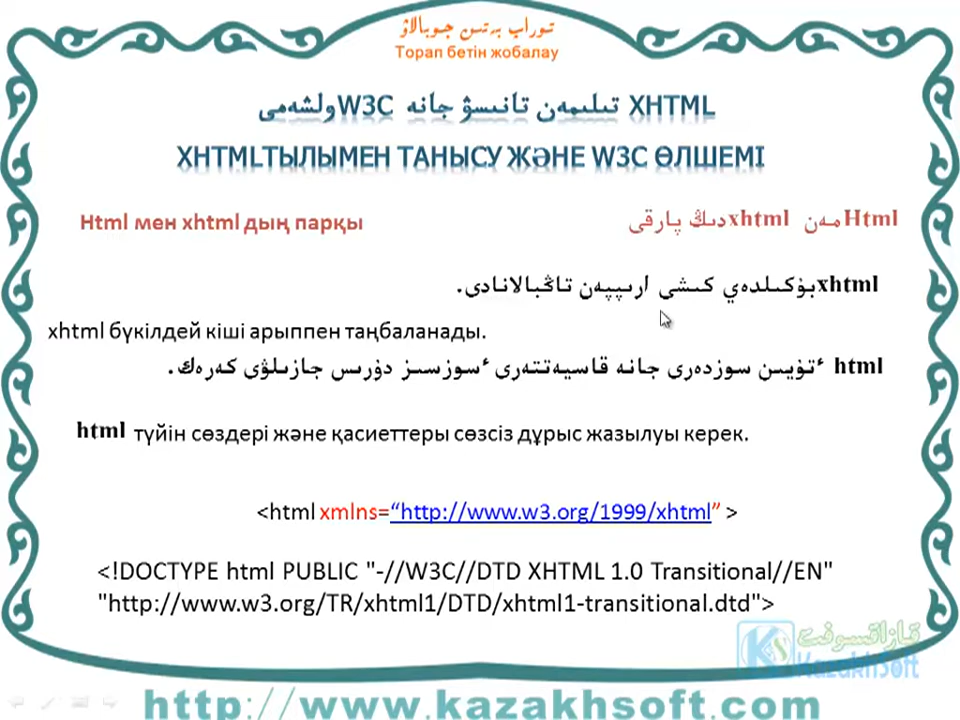 توراپ بەتىن جوبالاۋ
Торап бетін жобалау
XHTML تىلىمەن تانىسۋ جانە W3C ولشەمى
XHTMLТЫЛЫМЕН ТАНЫСУ ЖӘНЕ W3C ӨЛШЕМІ
Html мен xhtml дың парқы
Htmlمەن xhtmlدىڭ پارقى
xhtmlبۇكىلدەي كىشى ارىپپەن تاڭبالانادى.
xhtml бүкілдей кіші арыппен таңбаланады.
html ءتۇيىن سوزدەرى جانە قاسيەتتەرى ءسوزسىز دۇرىس جازىلۋى كەرەك.
html түйін сөздері және қасиеттеры сөзсіз дұрыс жазылуы керек.
<html xmlns=“http://www.w3.org/1999/xhtml” >
<!DOCTYPE html PUBLIC "-//W3C//DTD XHTML 1.0 Transitional//EN"
"http://www.w3.org/TR/xhtml1/DTD/xhtml1-transitional.dtd">
قازاقسوفت
KazakhSoft
http://www.kazakhsoft.com